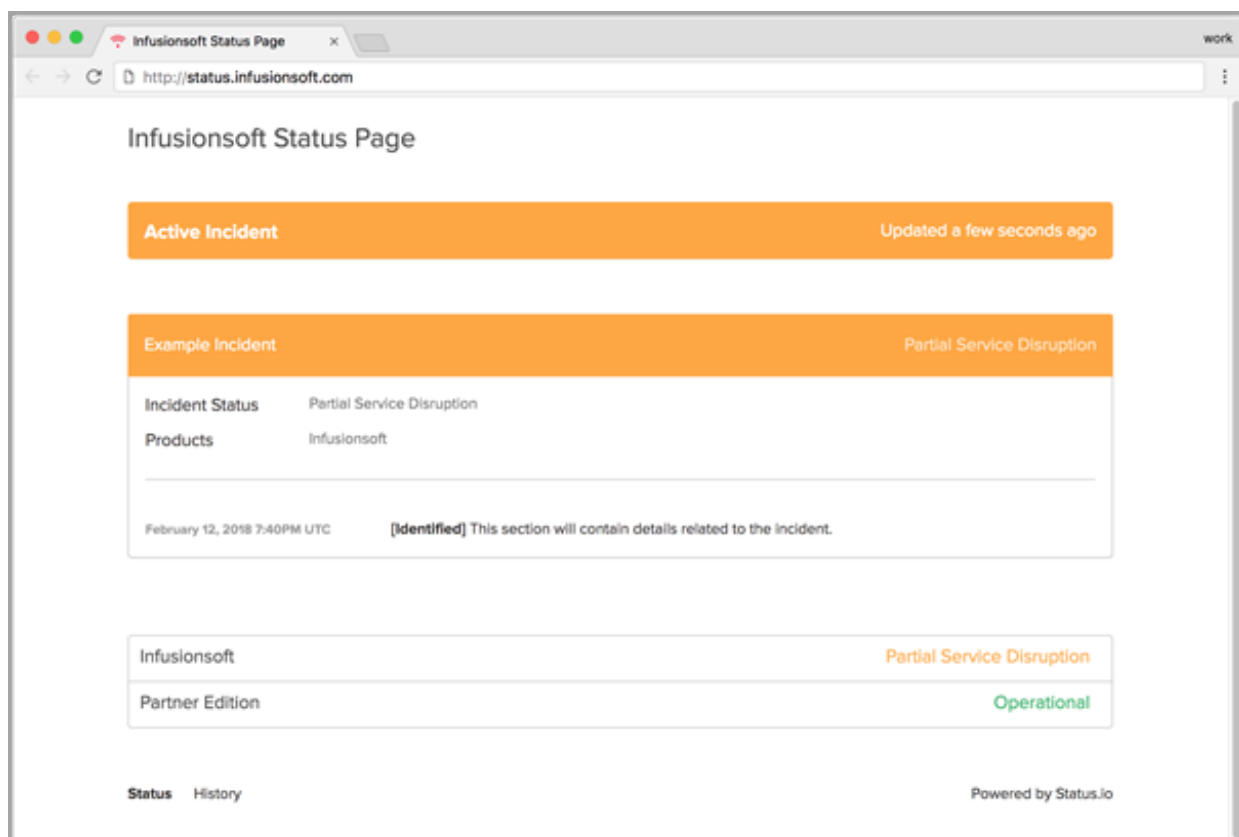 Infusionsoft Status Page
work
http://status.infusionsoft.com
Infusionsoft Status Page
Active Incident Updated a few seconds ago
Example Incident Partial Service Disruption
Incident Status Partial Service Disruption
Products Infusionsoft
February 12, 2018 7:40PM UTC [Identified] This section will contain details related to the incident.
Infusionsoft Partial Service Disruption
Partner Edition Operational
Status History Powered by Status.io